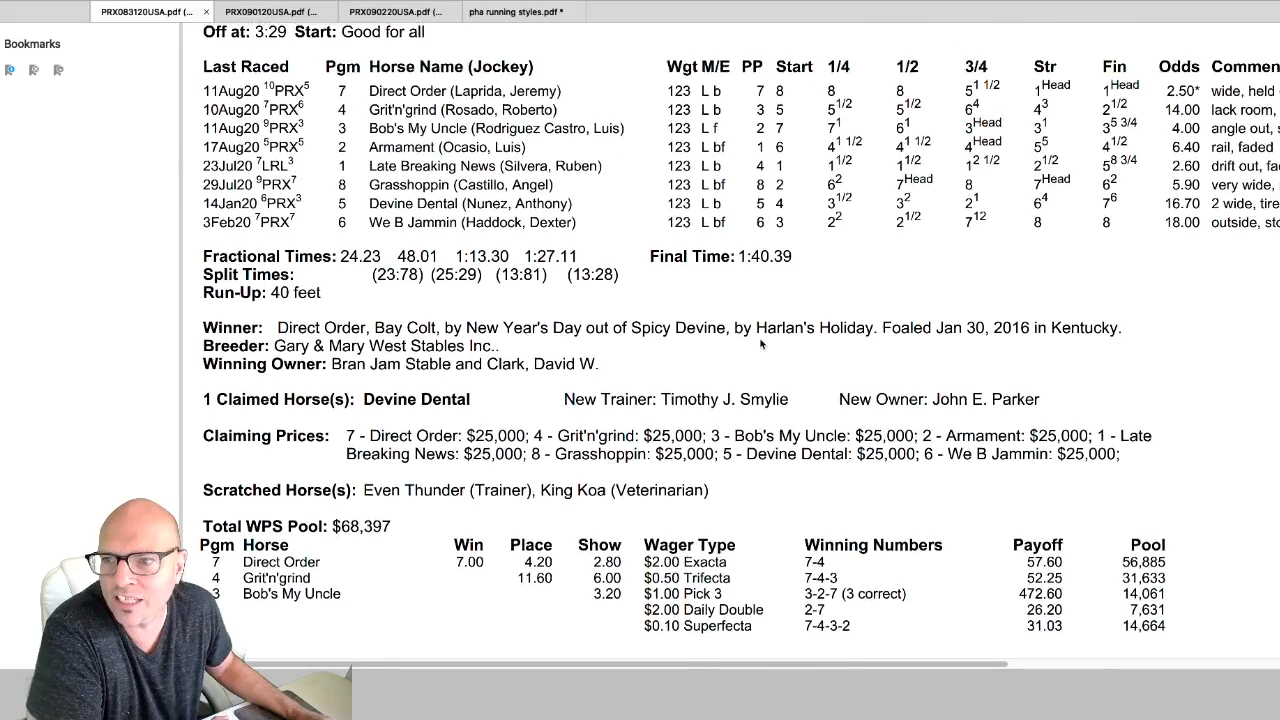 PRX083120USA.pdf (... × PRX090120USA.pdf (... PRX090220USA.pdf (... pha running styles.pdf *
Bookmarks
Off at: 3:29 Start: Good for all
Last Raced Pgm Horse Name (Jockey) Wgt M/E PP Start 1/4 1/2 3/4 Str Fin Odds Commen
11Aug20 10PRX5 7 Direct Order (Laprida, Jeremy) 123 L b 7 8 8 8 5 1 1/2 1Head 1Head 2.50* wide, held
10Aug20 7PRX6 4 Grit'n'grind (Rosado, Roberto) 123 L b 3 5 5 1/2 5 1/2 6 4 4 3 2 1/2 14.00 lack room,
11Aug20 9PRX3 3 Bob's My Uncle (Rodriguez Castro, Luis) 123 L f 2 7 7 1 6 1 3Head 3 1 3 5 3/4 4.00 angle out, s
17Aug20 5PRX5 2 Armament (Ocasio, Luis) 123 L bf 1 6 4 1 1/2 4 1 1/2 4Head 5 5 4 1/2 6.40 rail, faded
23Jul20 7LRL3 1 Late Breaking News (Silvera, Ruben) 123 L b 4 1 1 1/2 1 1/2 1 2 1/2 2 1/2 5 8 3/4 2.60 drift out, fa
29Jul20 9PRX7 8 Grasshoppin (Castillo, Angel) 123 L bf 8 2 6 2 7Head 8 7Head 6 2 5.90 very wide,
14Jan20 6PRX3 5 Devine Dental (Nunez, Anthony) 123 L b 5 4 3 1/2 3 2 2 1 6 4 7 6 16.70 2 wide, tire
3Feb20 7PRX7 6 We B Jammin (Haddock, Dexter) 123 L bf 6 3 2 2 2 1/2 7 12 8 8 18.00 outside, sto
Fractional Times: 24.23 48.01 1:13.30 1:27.11 Final Time: 1:40.39
Split Times: (23:78) (25:29) (13:81) (13:28)
Run-Up: 40 feet
Winner: Direct Order, Bay Colt, by New Year's Day out of Spicy Devine, by Harlan's Holiday. Foaled Jan 30, 2016 in Kentucky.
Breeder: Gary & Mary West Stables Inc..
Winning Owner: Bran Jam Stable and Clark, David W.
1 Claimed Horse(s): Devine Dental New Trainer: Timothy J. Smylie New Owner: John E. Parker
Claiming Prices: 7 - Direct Order: $25,000; 4 - Grit'n'grind: $25,000; 3 - Bob's My Uncle: $25,000; 2 - Armament: $25,000; 1 - Late
Breaking News: $25,000; 8 - Grasshoppin: $25,000; 5 - Devine Dental: $25,000; 6 - We B Jammin: $25,000;
Scratched Horse(s): Even Thunder (Trainer), King Koa (Veterinarian)
Total WPS Pool: $68,397
Pgm Horse Win Place Show Wager Type Winning Numbers Payoff Pool
7 Direct Order 7.00 4.20 2.80 $2.00 Exacta 7-4 57.60 56,885
4 Grit'n'grind 11.60 6.00 $0.50 Trifecta 7-4-3 52.25 31,633
3 Bob's My Uncle 3.20 $1.00 Pick 3 3-2-7 (3 correct) 472.60 14,061
$2.00 Daily Double 2-7 26.20 7,631
$0.10 Superfecta 7-4-3-2 31.03 14,664